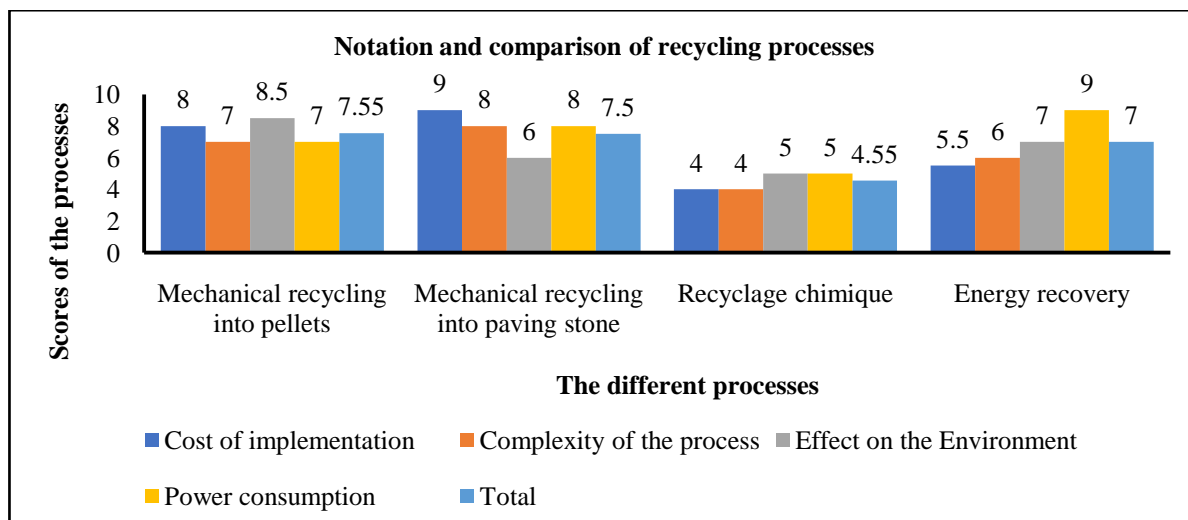 Notation and comparison of recycling processes
Scores of the processes
10
8
6
4
2
0
8
7
8.5
7
7.55
9
8
6
8
7.5
4
4
5
5
4.55
5.5
6
7
9
7
Mechanical recycling
into pellets
Mechanical recycling
into paving stone
Recyclage chimique
Energy recovery
The different processes
Cost of implementation
Complexity of the process
Effect on the Environment
Power consumption
Total